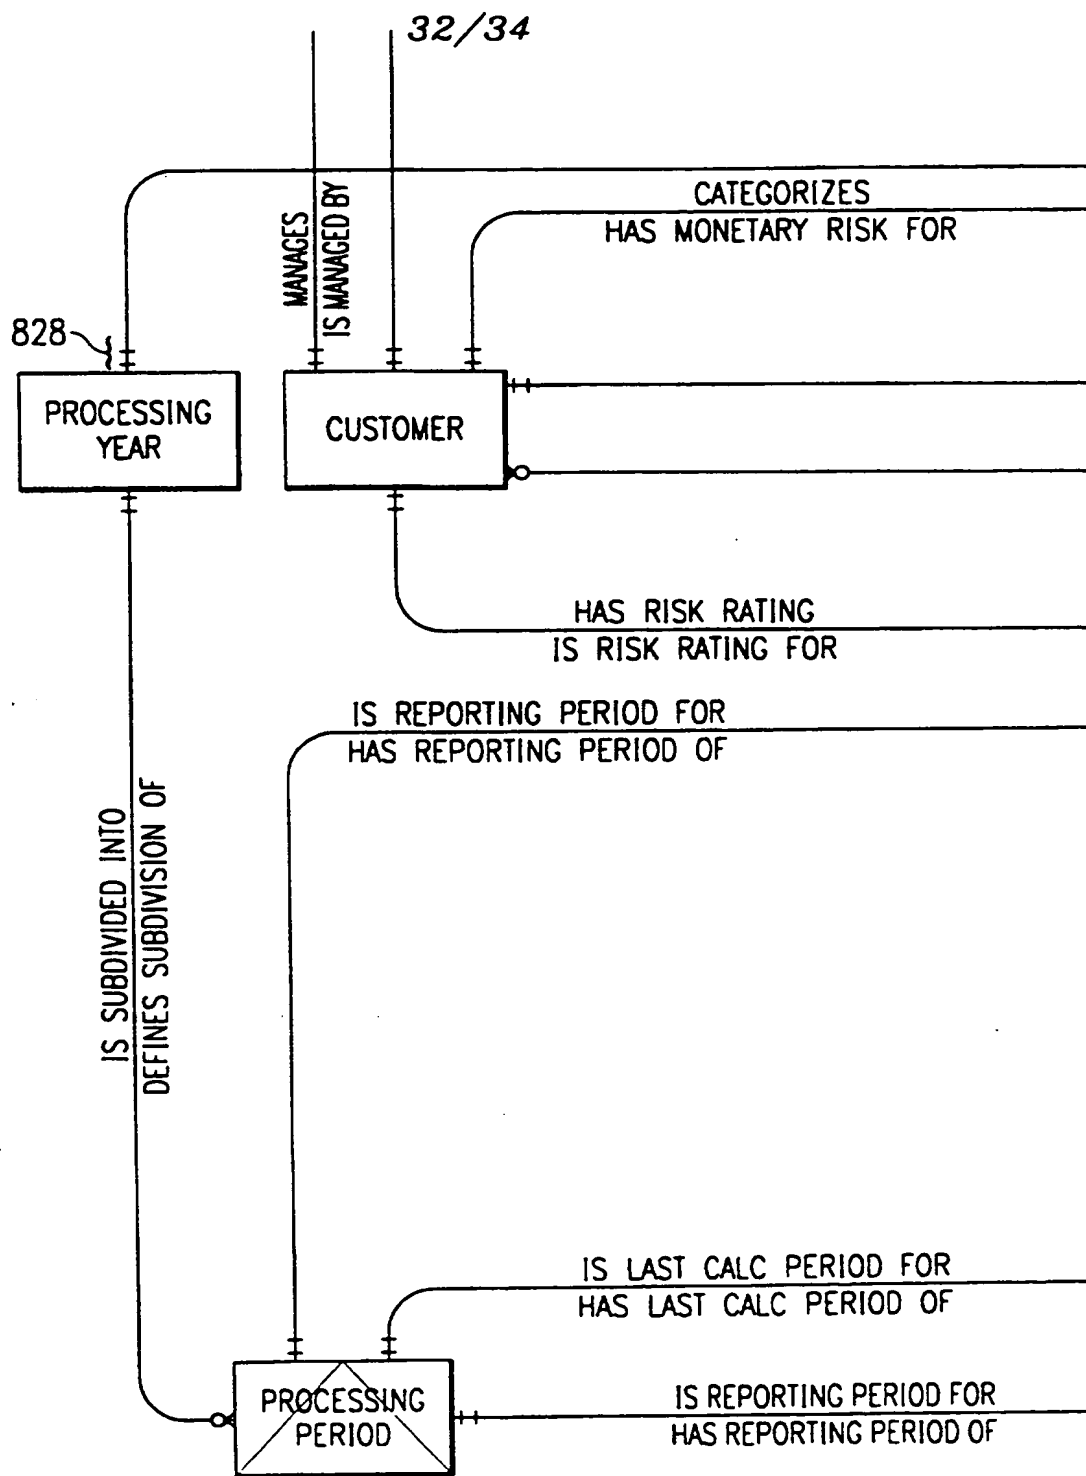 32/34
MANAGES
IS MANAGED BY
CATEGORIZES
HAS MONETARY RISK FOR
828
PROCESSING
YEAR
CUSTOMER
HAS RISK RATING
IS RISK RATING FOR
IS REPORTING PERIOD FOR
HAS REPORTING PERIOD OF
IS SUBDIVIDED INTO
DEFINES SUBDIVISION OF
IS LAST CALC PERIOD FOR
HAS LAST CALC PERIOD OF
PROCESSING
PERIOD
IS REPORTING PERIOD FOR
HAS REPORTING PERIOD OF